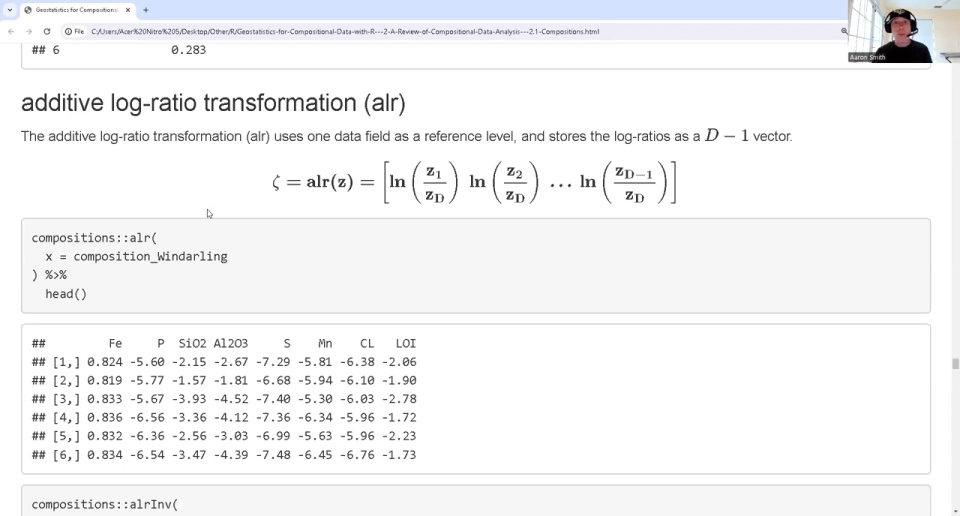 Geostatistics for Compositional
File
C:/Users/Acer%20Nitro%205/Desktop/Other/R/Geostatistics-for-Compositional-Data-with-R---2-A-Review-of-Compositional-Data-Analysis---2.1-Compositions.html
Aaron Smith
## 6 0.283
additive log-ratio transformation (alr)
The additive log-ratio transformation (alr) uses one data field as a reference level, and stores the log-ratios as a D − 1 vector.
ζ = alr(z) = [ln(z₁/z_D) ln(z₂/z_D) … ln(z_D−1/z_D)]
compositions::alr(
x = composition_Windarling
) %>%
head()
## Fe P SiO2 Al2O3 S Mn CL LOI
## [1,] 0.824 -5.60 -2.15 -2.67 -7.29 -5.81 -6.38 -2.06
## [2,] 0.819 -5.77 -1.57 -1.81 -6.68 -5.94 -6.10 -1.90
## [3,] 0.833 -5.67 -3.93 -4.52 -7.40 -5.30 -6.03 -2.78
## [4,] 0.836 -6.56 -3.36 -4.12 -7.36 -6.34 -5.96 -1.72
## [5,] 0.832 -6.36 -2.56 -3.03 -6.99 -5.63 -5.96 -2.23
## [6,] 0.834 -6.54 -3.47 -4.39 -7.48 -6.45 -6.76 -1.73
compositions::alrInv(